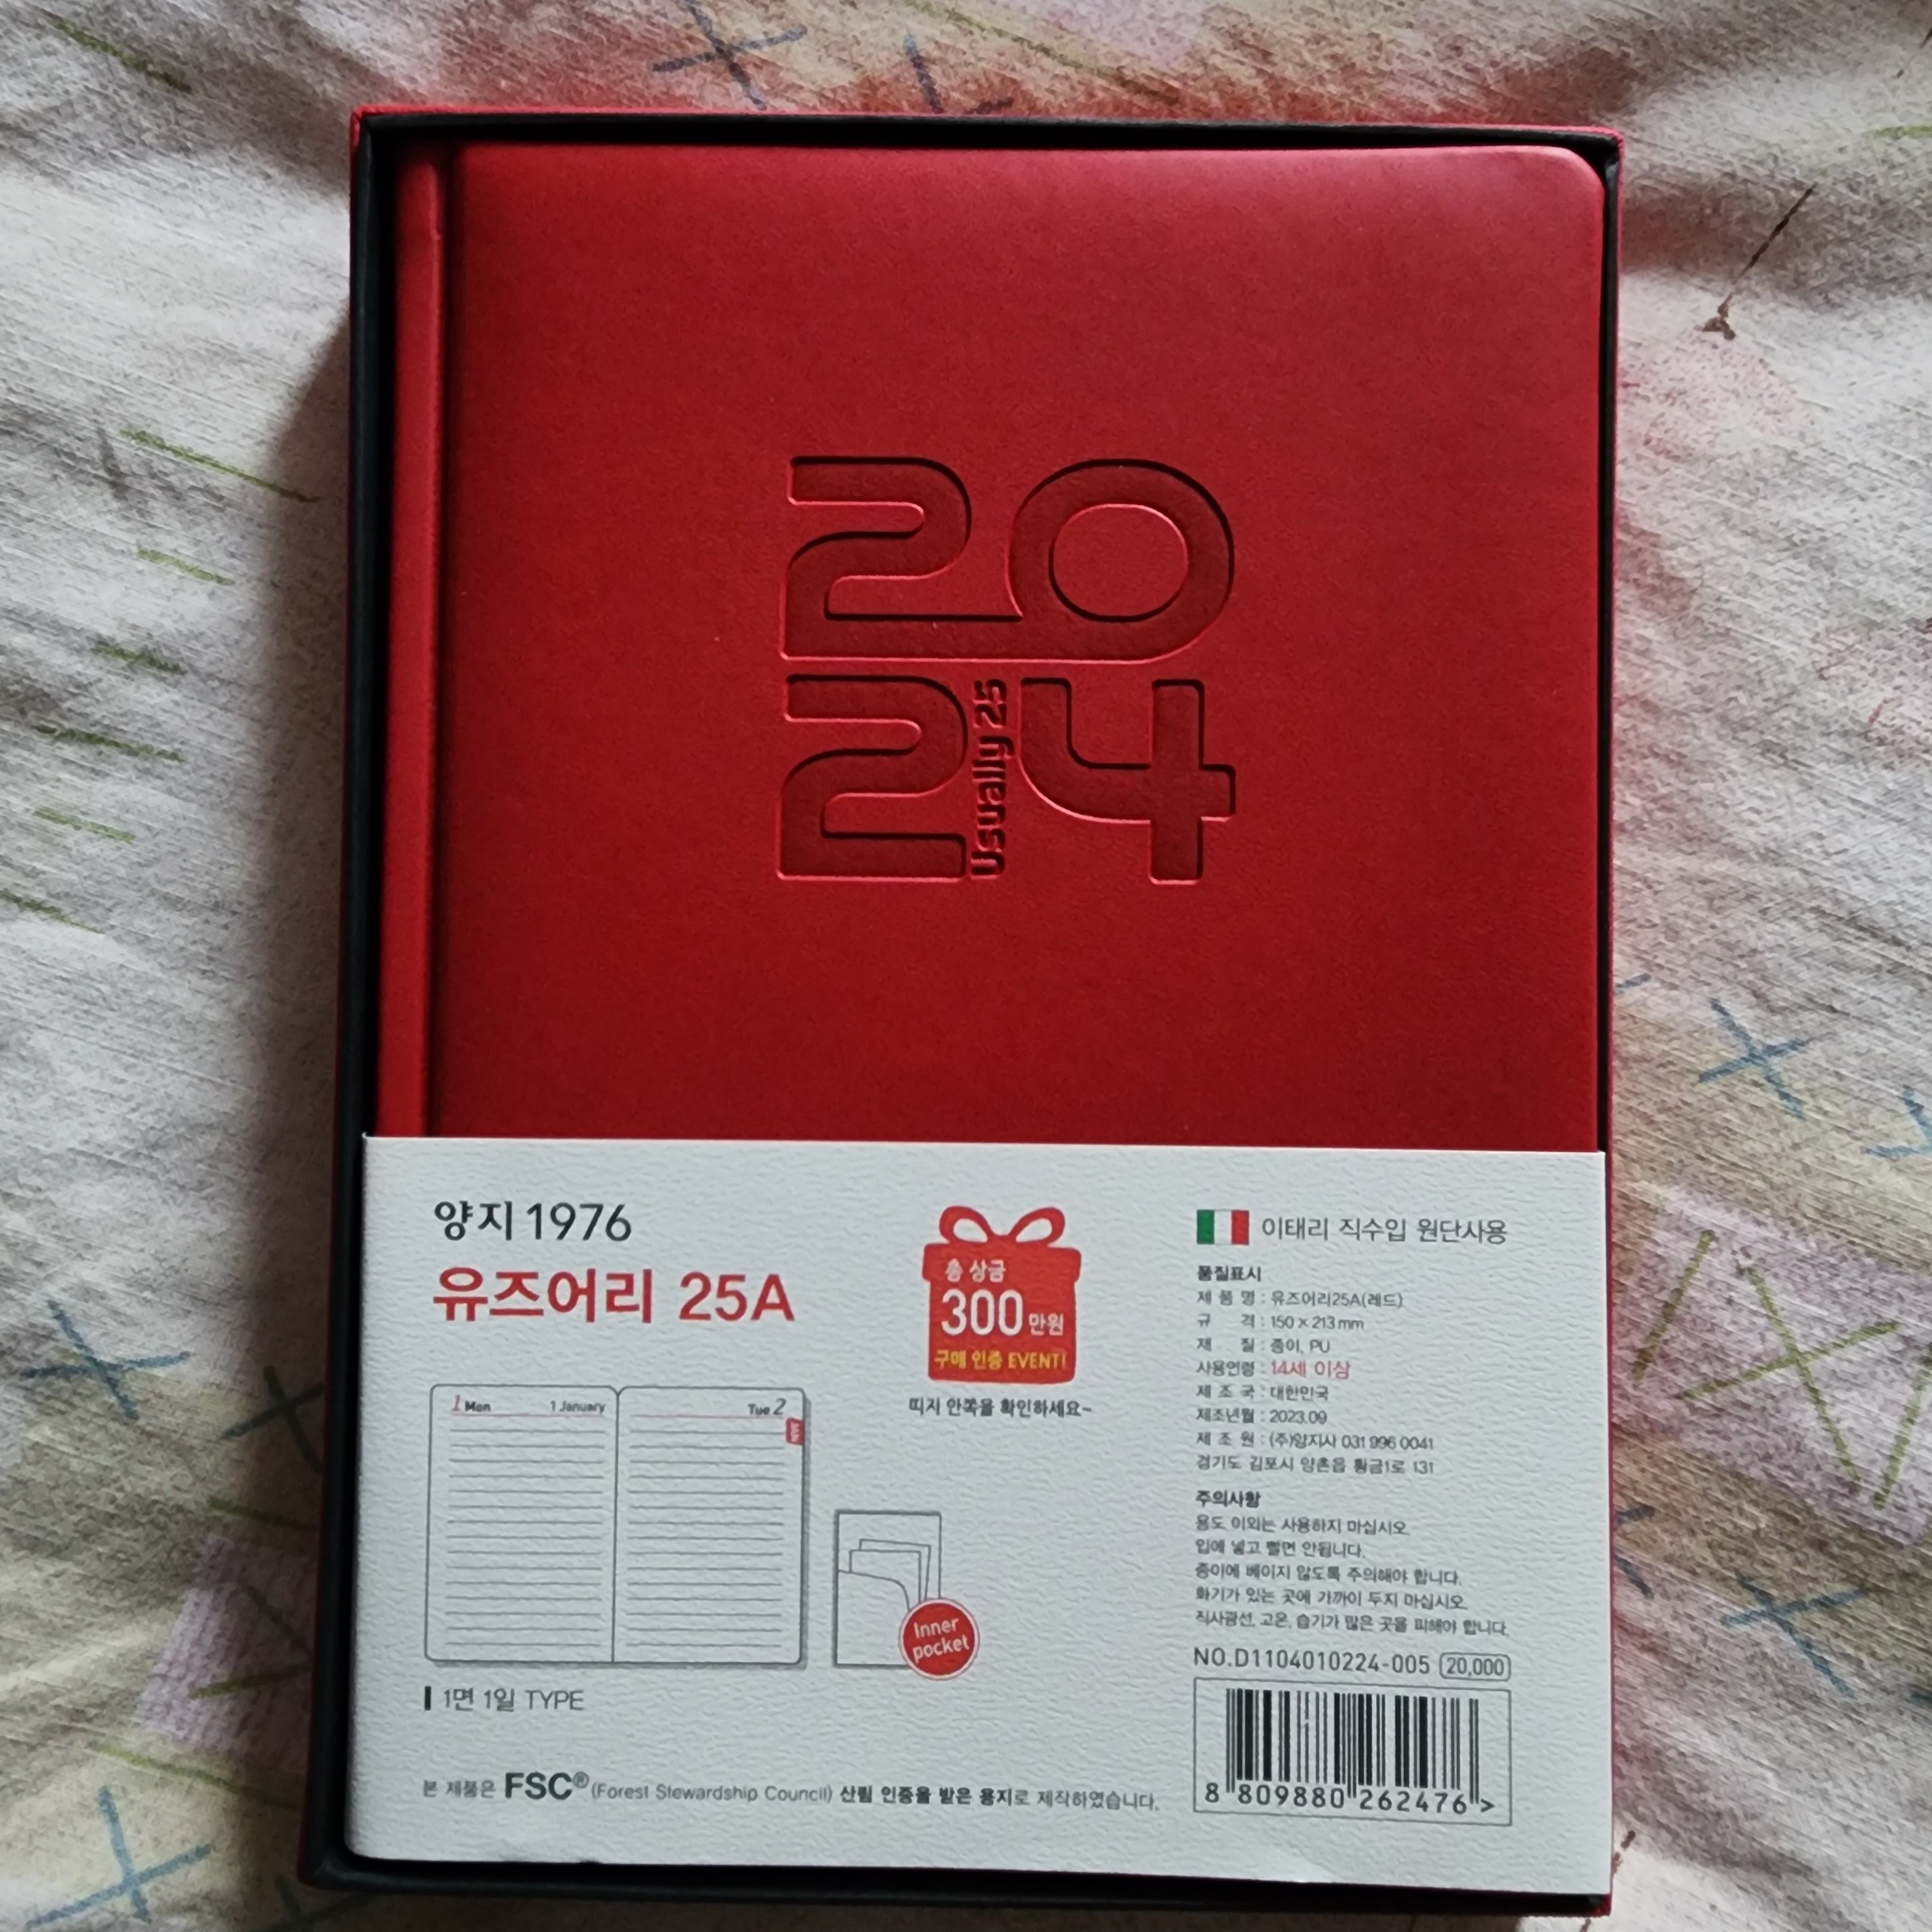 20
24
Usually 25
양지 1976
유즈어리 25A
1 Mon
1 January
Tue 2
JAN
1면 1일 TYPE
Inner
pocket
총 상금
300만원
구매 인증 EVENT!
띠지 안쪽을 확인하세요~
이태리 직수입 원단사용
품질표시
제 품 명 : 유즈어리25A(레드)
규 격 : 150 × 213 mm
재 질 : 종이, PU
사용연령 : 14세 이상
제 조 국 : 대한민국
제조년월 : 2023.09
제 조 원 : (주)양지사 031 996 0041
경기도 김포시 양촌읍 황금1로 131
주의사항
용도 이외는 사용하지 마십시오.
입에 넣고 빨면 안됩니다.
종이에 베이지 않도록 주의해야 합니다.
화기가 있는 곳에 가까이 두지 마십시오.
직사광선, 고온, 습기가 많은 곳을 피해야 합니다.
NO.D1104010224-005 20,000
8 809880 262476 >
본 제품은 FSC® (Forest Stewardship Council) 산림 인증을 받은 용지로 제작하였습니다.